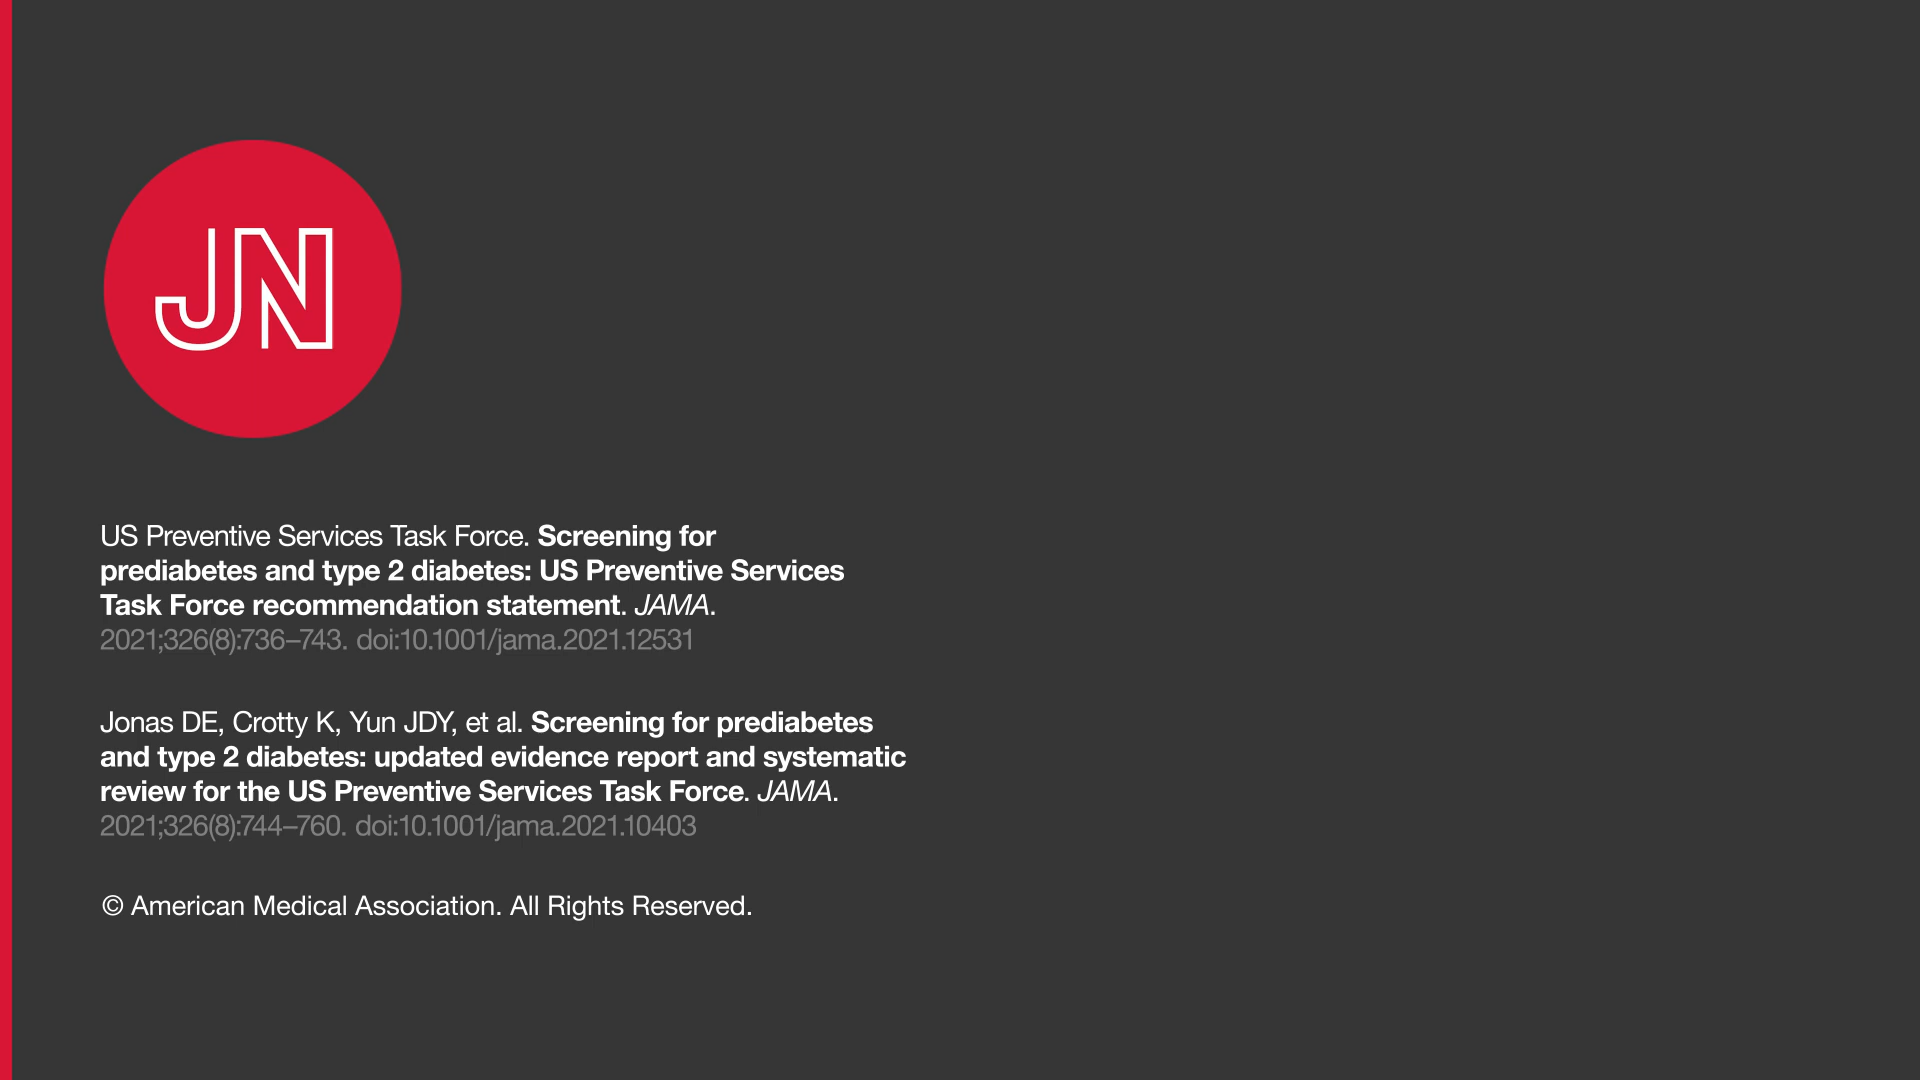 JN
US Preventive Services Task Force. Screening for
prediabetes and type 2 diabetes: US Preventive Services
Task Force recommendation statement. JAMA.
2021;326(8):736–743. doi:10.1001/jama.2021.12531
Jonas DE, Crotty K, Yun JDY, et al. Screening for prediabetes
and type 2 diabetes: updated evidence report and systematic
review for the US Preventive Services Task Force. JAMA.
2021;326(8):744–760. doi:10.1001/jama.2021.10403
© American Medical Association. All Rights Reserved.